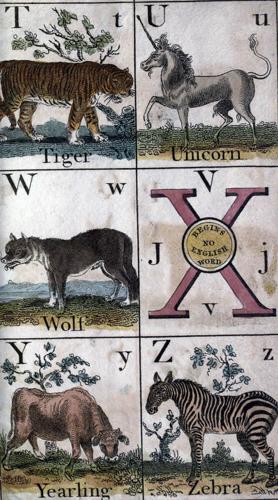 T t
Tiger
U u
Unicorn
W w
Wolf
V
J X j
BEGINS
NO
ENGLISH
WORD
v
Y y
Yearling
Z z
Zebra